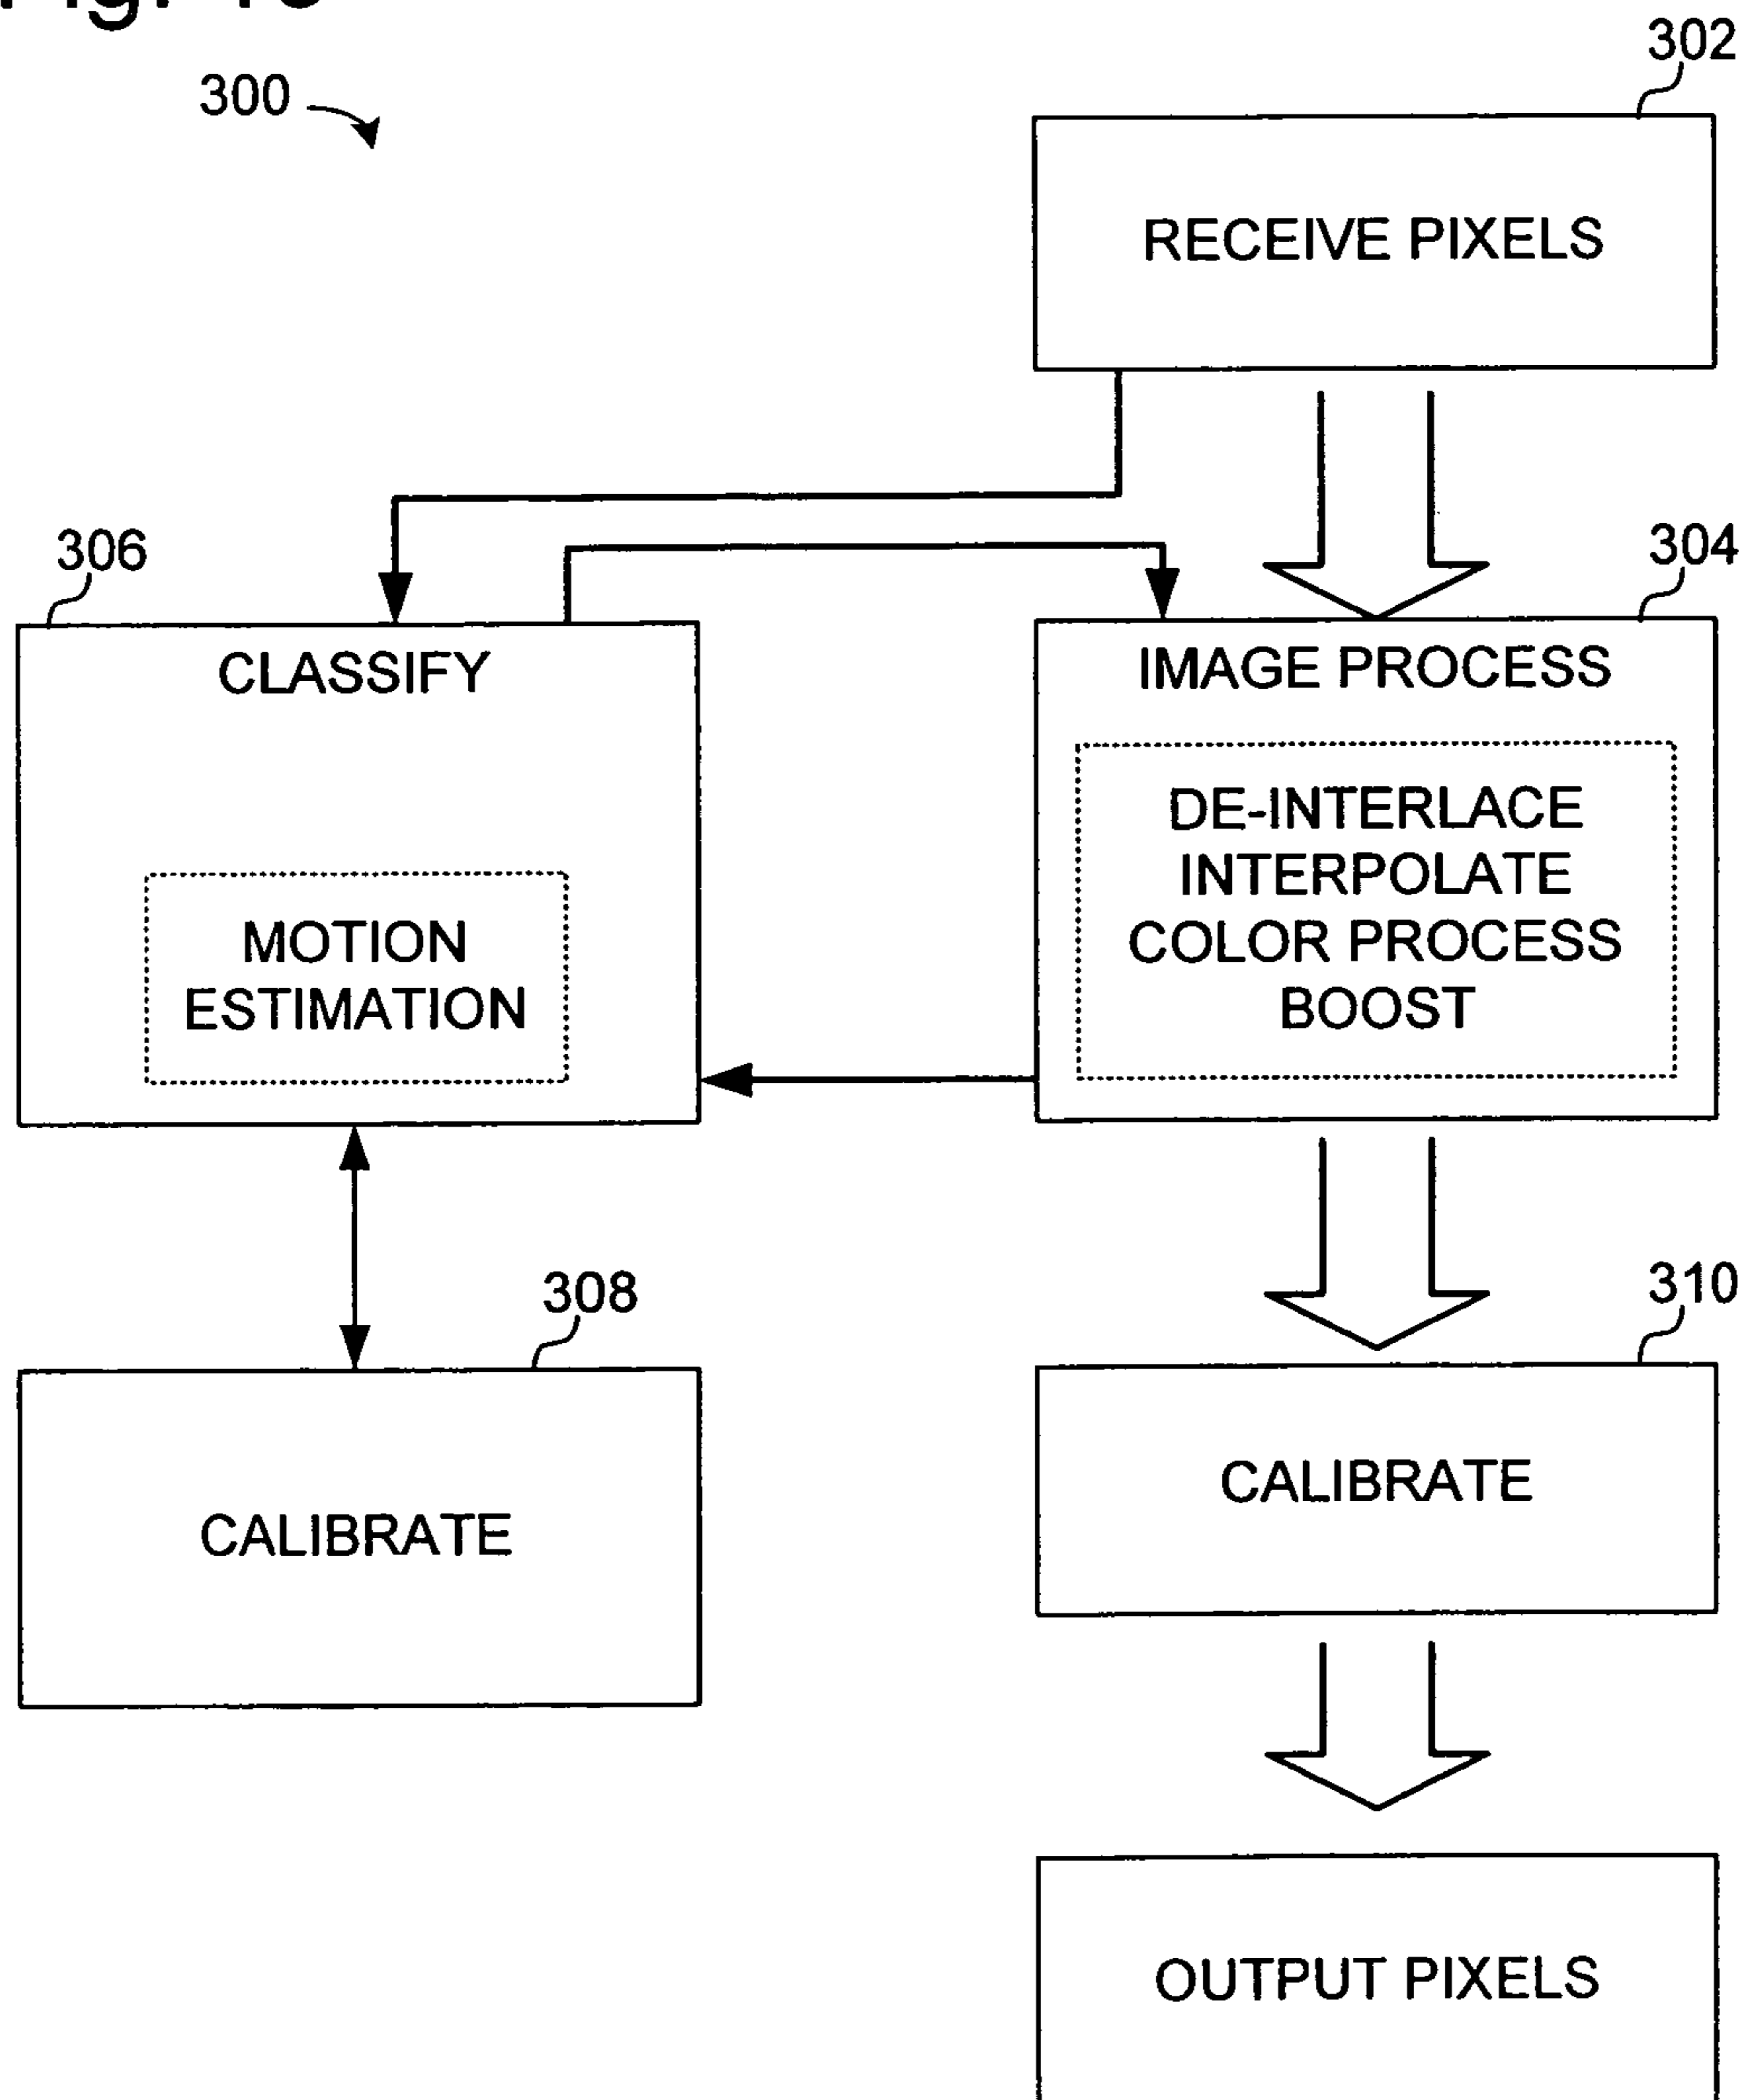 300
302
RECEIVE PIXELS
306
304
CLASSIFY
MOTION
ESTIMATION
IMAGE PROCESS
DE-INTERLACE
INTERPOLATE
COLOR PROCESS
BOOST
308
CALIBRATE
310
CALIBRATE
OUTPUT PIXELS